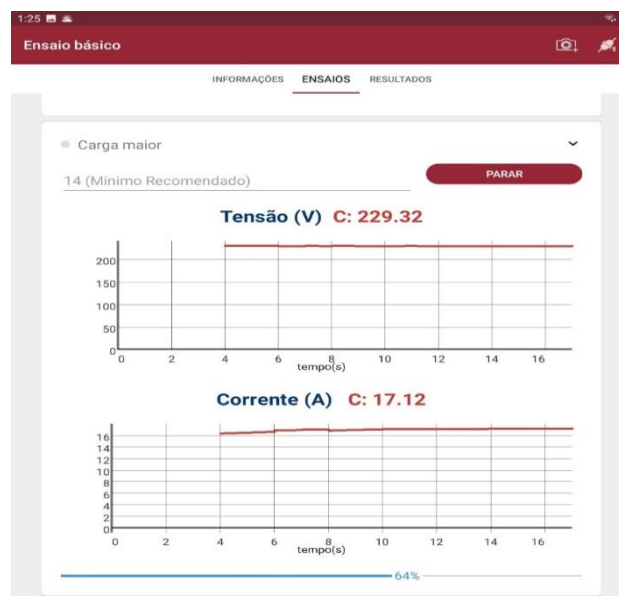 1:25
Ensaio básico
INFORMAÇÕES ENSAIOS RESULTADOS
Carga maior
14 (Mínimo Recomendado) PARAR
Tensão (V) C: 229.32
200
150
100
50
0
0 2 4 6 8 10 12 14 16
tempo(s)
Corrente (A) C: 17.12
16
14
12
10
8
6
4
2
0
0 2 4 6 8 10 12 14 16
tempo(s)
64%